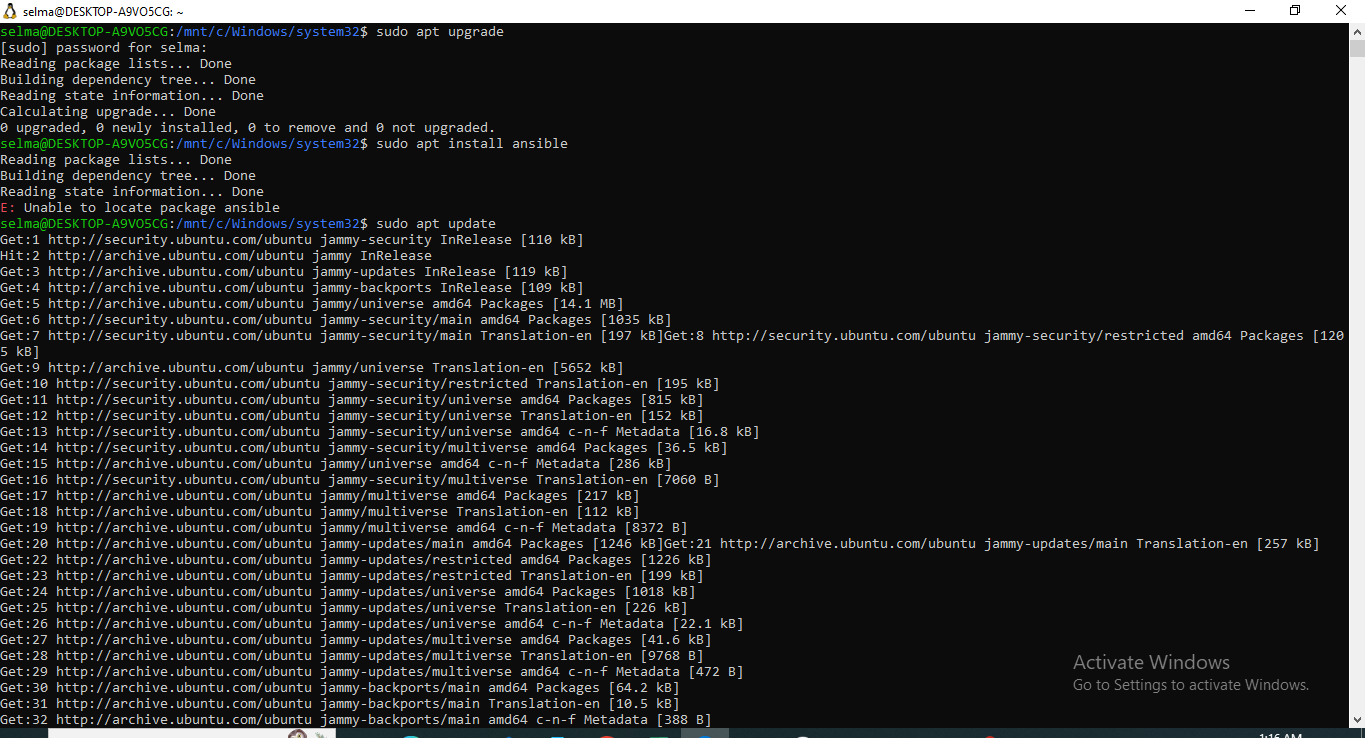 selma@DESKTOP-A9VO5CG: ~
selma@DESKTOP-A9VO5CG:/mnt/c/Windows/system32$ sudo apt upgrade
[sudo] password for selma:
Reading package lists... Done
Building dependency tree... Done
Reading state information... Done
Calculating upgrade... Done
0 upgraded, 0 newly installed, 0 to remove and 0 not upgraded.
selma@DESKTOP-A9VO5CG:/mnt/c/Windows/system32$ sudo apt install ansible
Reading package lists... Done
Building dependency tree... Done
Reading state information... Done
E: Unable to locate package ansible
selma@DESKTOP-A9VO5CG:/mnt/c/Windows/system32$ sudo apt update
Get:1 http://security.ubuntu.com/ubuntu jammy-security InRelease [110 kB]
Hit:2 http://archive.ubuntu.com/ubuntu jammy InRelease
Get:3 http://archive.ubuntu.com/ubuntu jammy-updates InRelease [119 kB]
Get:4 http://archive.ubuntu.com/ubuntu jammy-backports InRelease [109 kB]
Get:5 http://archive.ubuntu.com/ubuntu jammy/universe amd64 Packages [14.1 MB]
Get:6 http://security.ubuntu.com/ubuntu jammy-security/main amd64 Packages [1035 kB]
Get:7 http://security.ubuntu.com/ubuntu jammy-security/main Translation-en [197 kB]Get:8 http://security.ubuntu.com/ubuntu jammy-security/restricted amd64 Packages [120
5 kB]
Get:9 http://archive.ubuntu.com/ubuntu jammy/universe Translation-en [5652 kB]
Get:10 http://security.ubuntu.com/ubuntu jammy-security/restricted Translation-en [195 kB]
Get:11 http://security.ubuntu.com/ubuntu jammy-security/universe amd64 Packages [815 kB]
Get:12 http://security.ubuntu.com/ubuntu jammy-security/universe Translation-en [152 kB]
Get:13 http://security.ubuntu.com/ubuntu jammy-security/universe amd64 c-n-f Metadata [16.8 kB]
Get:14 http://security.ubuntu.com/ubuntu jammy-security/multiverse amd64 Packages [36.5 kB]
Get:15 http://archive.ubuntu.com/ubuntu jammy/universe amd64 c-n-f Metadata [286 kB]
Get:16 http://security.ubuntu.com/ubuntu jammy-security/multiverse Translation-en [7060 B]
Get:17 http://archive.ubuntu.com/ubuntu jammy/multiverse amd64 Packages [217 kB]
Get:18 http://archive.ubuntu.com/ubuntu jammy/multiverse Translation-en [112 kB]
Get:19 http://archive.ubuntu.com/ubuntu jammy/multiverse amd64 c-n-f Metadata [8372 B]
Get:20 http://archive.ubuntu.com/ubuntu jammy-updates/main amd64 Packages [1246 kB]Get:21 http://archive.ubuntu.com/ubuntu jammy-updates/main Translation-en [257 kB]
Get:22 http://archive.ubuntu.com/ubuntu jammy-updates/restricted amd64 Packages [1226 kB]
Get:23 http://archive.ubuntu.com/ubuntu jammy-updates/restricted Translation-en [199 kB]
Get:24 http://archive.ubuntu.com/ubuntu jammy-updates/universe amd64 Packages [1018 kB]
Get:25 http://archive.ubuntu.com/ubuntu jammy-updates/universe Translation-en [226 kB]
Get:26 http://archive.ubuntu.com/ubuntu jammy-updates/universe amd64 c-n-f Metadata [22.1 kB]
Get:27 http://archive.ubuntu.com/ubuntu jammy-updates/multiverse amd64 Packages [41.6 kB]
Get:28 http://archive.ubuntu.com/ubuntu jammy-updates/multiverse Translation-en [9768 B]
Get:29 http://archive.ubuntu.com/ubuntu jammy-updates/multiverse amd64 c-n-f Metadata [472 B]
Get:30 http://archive.ubuntu.com/ubuntu jammy-backports/main amd64 Packages [64.2 kB]
Get:31 http://archive.ubuntu.com/ubuntu jammy-backports/main Translation-en [10.5 kB]
Get:32 http://archive.ubuntu.com/ubuntu jammy-backports/main amd64 c-n-f Metadata [388 B]
Activate Windows
Go to Settings to activate Windows.
1:16 AM